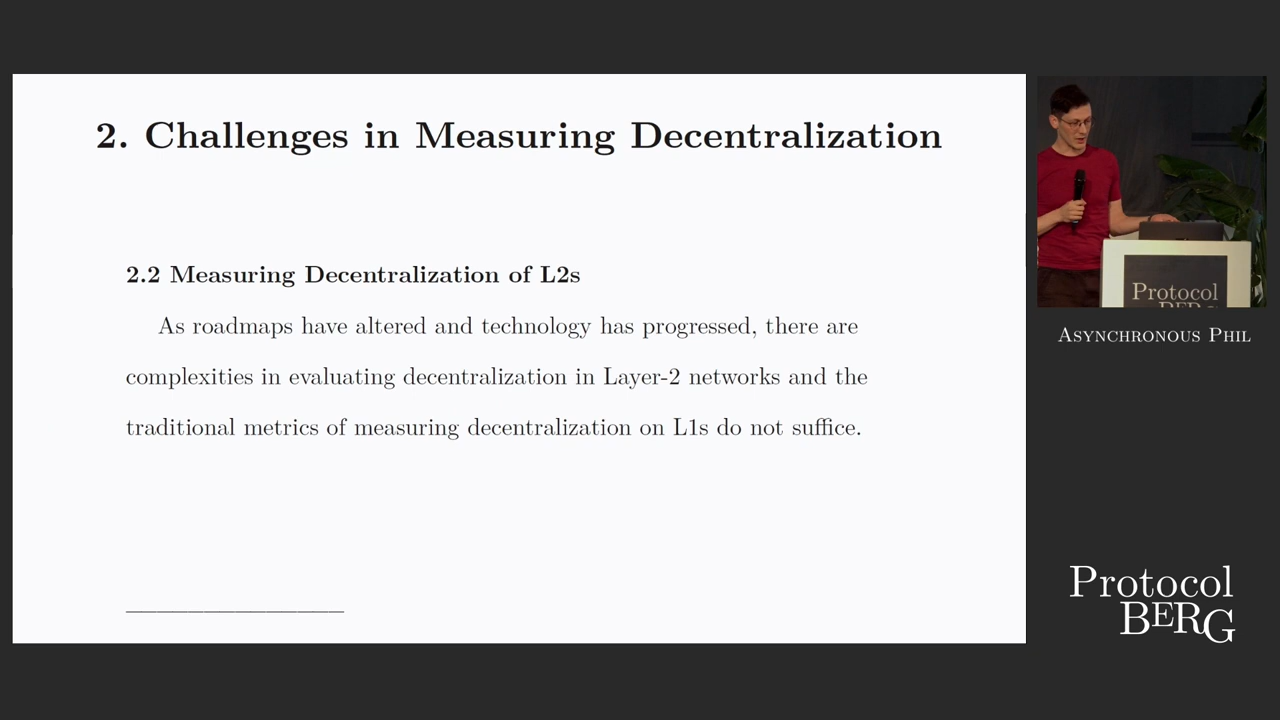 2. Challenges in Measuring Decentralization
2.2 Measuring Decentralization of L2s
As roadmaps have altered and technology has progressed, there are
complexities in evaluating decentralization in Layer-2 networks and the
traditional metrics of measuring decentralization on L1s do not suffice.
Protocol
BERG
Asynchronous Phil
Protocol
BERG